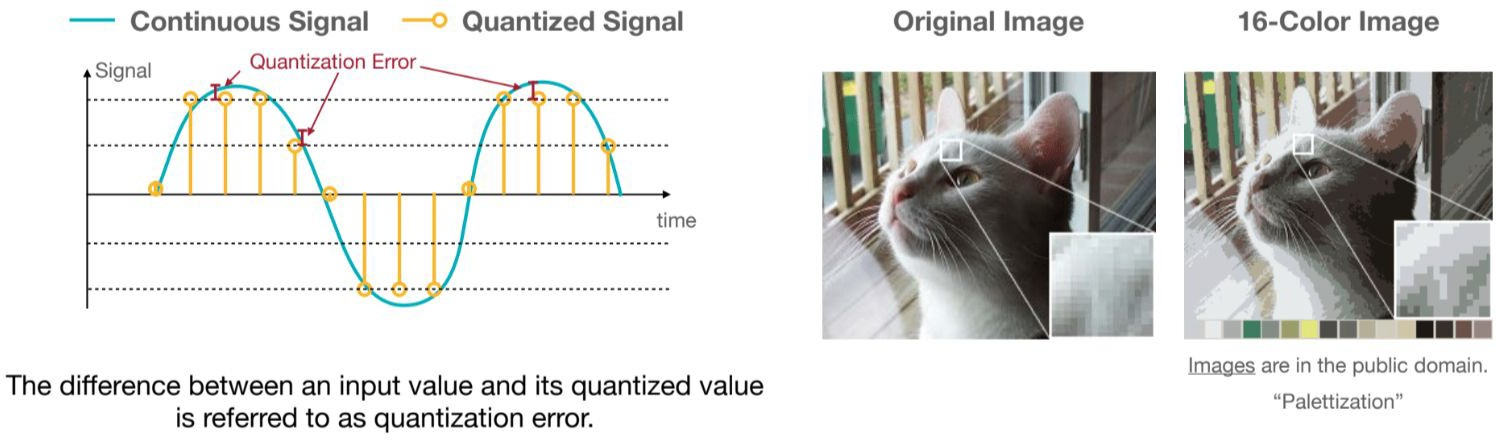 Continuous Signal
Quantized Signal
Signal
Quantization Error
time
The difference between an input value and its quantized value
is referred to as quantization error.
Original Image
16-Color Image
Images are in the public domain.
“Palettization”